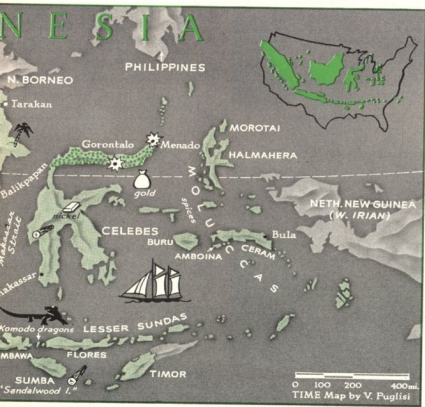 NESIA
PHILIPPINES
N. BORNEO
Tarakan
MOROTAI
Gorontalo
Menado
HALMAHERA
Balikpapan
gold
MOLUCCAS
spices
NETH. NEW GUINEA
(W. IRIAN)
nickel
Makassar
Strait
CELEBES
BURU
Bula
AMBOINA
CERAM
Makassar
Komodo dragons
LESSER SUNDAS
MBAWA
FLORES
SUMBA
"Sandalwood I."
TIMOR
0 100 200 400 mi.
TIME Map by V. Puglisi